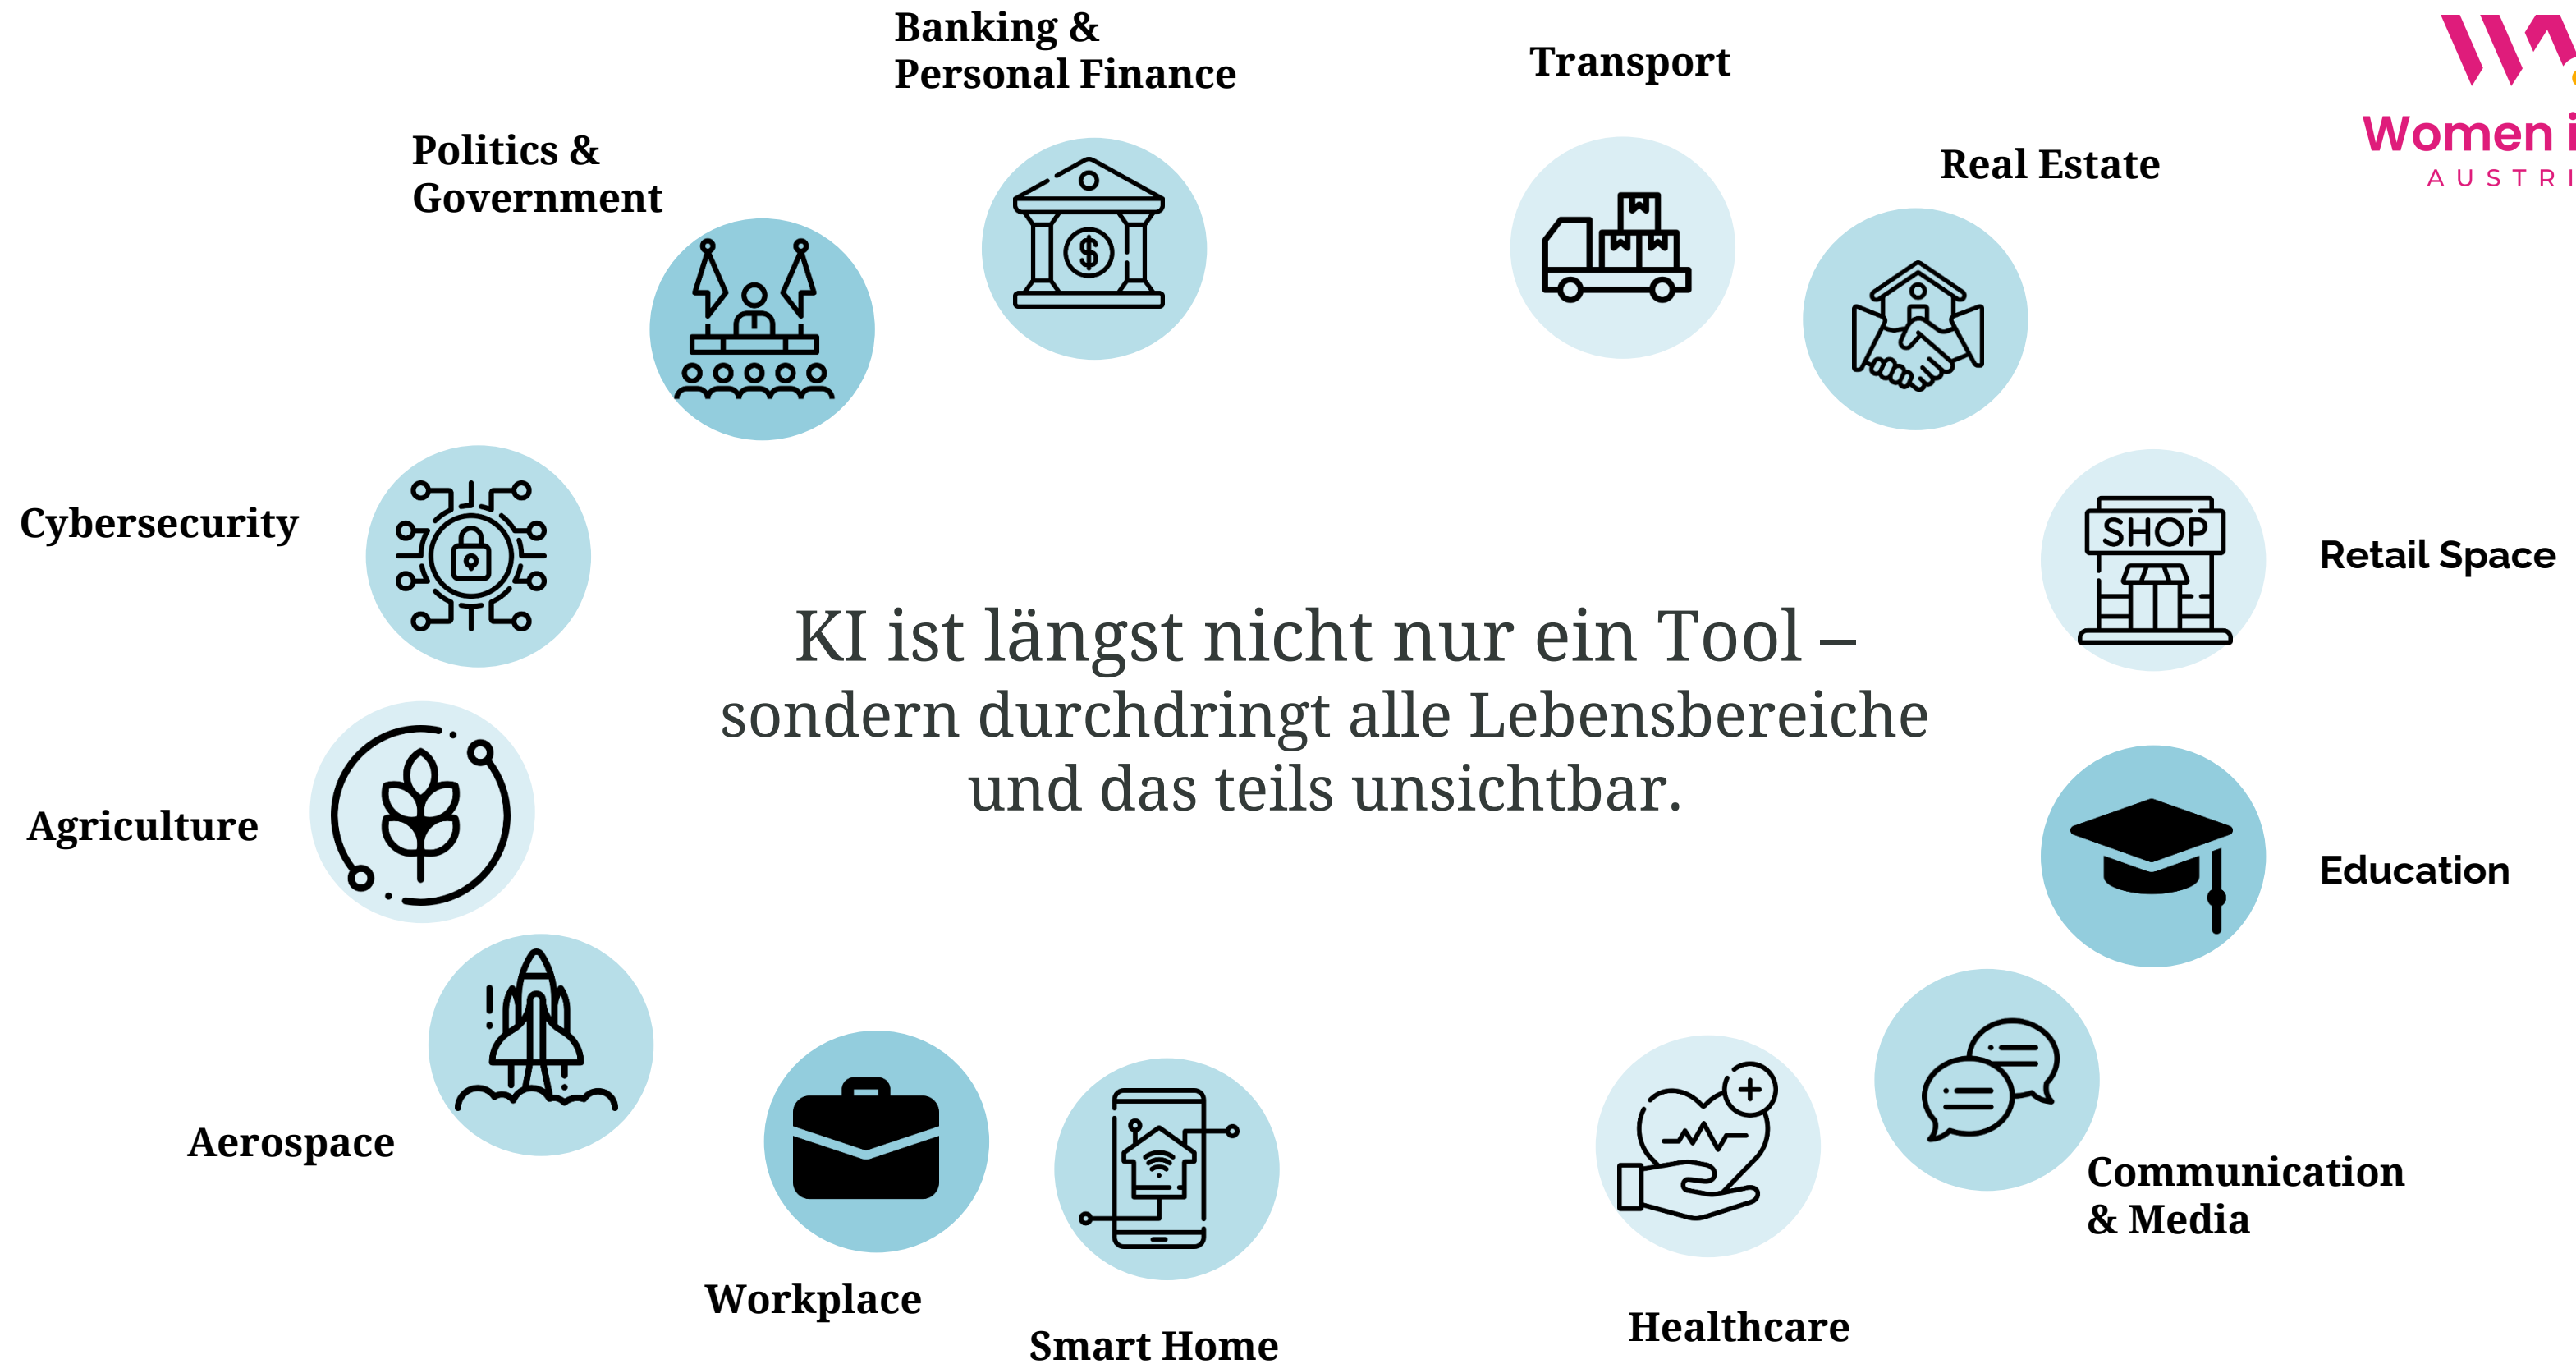 Banking &
Personal Finance
Transport
Politics &
Government
Real Estate
Women i
AUSTRI
Cybersecurity
SHOP
Retail Space
KI ist längst nicht nur ein Tool –
sondern durchdringt alle Lebensbereiche
und das teils unsichtbar.
Agriculture
Education
Aerospace
Communication
& Media
Workplace
Smart Home
Healthcare